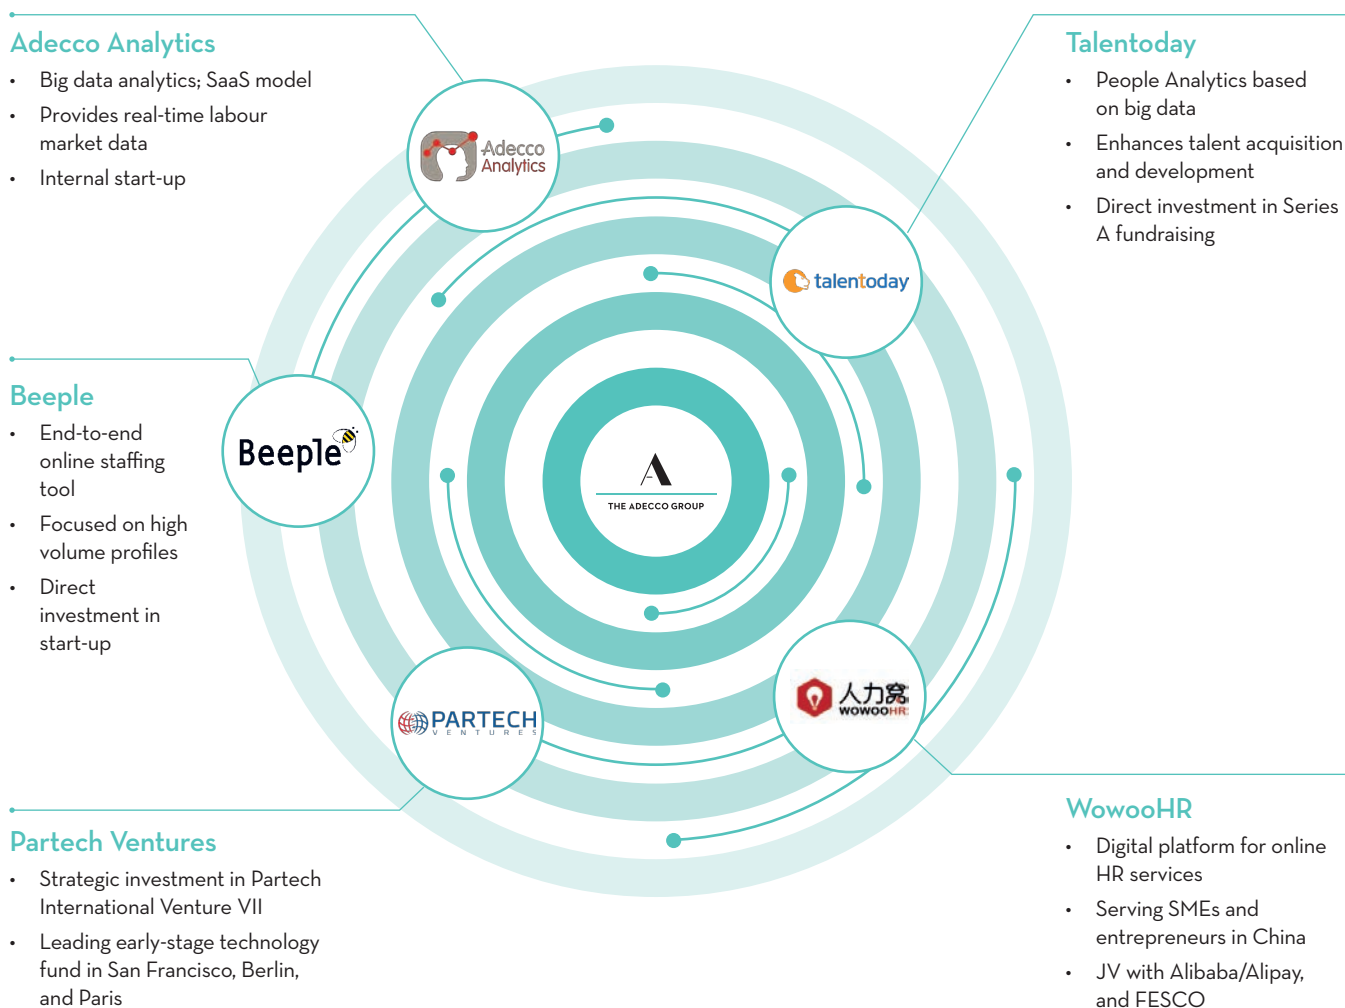 Adecco Analytics
• Big data analytics; SaaS model
• Provides real-time labour
market data
• Internal start-up
Adecco
Analytics
Talentoday
• People Analytics based
on big data
• Enhances talent acquisition
and development
• Direct investment in Series
A fundraising
talentoday
Beeple
• End-to-end
online staffing
tool
• Focused on high
volume profiles
• Direct
investment in
start-up
Beeple
A
THE ADECCO GROUP
PARTECH
VENTURES
人力窝
WOWOOHR
Partech Ventures
• Strategic investment in Partech
International Venture VII
• Leading early-stage technology
fund in San Francisco, Berlin,
and Paris
WowooHR
• Digital platform for online
HR services
• Serving SMEs and
entrepreneurs in China
• JV with Alibaba/Alipay,
and FESCO